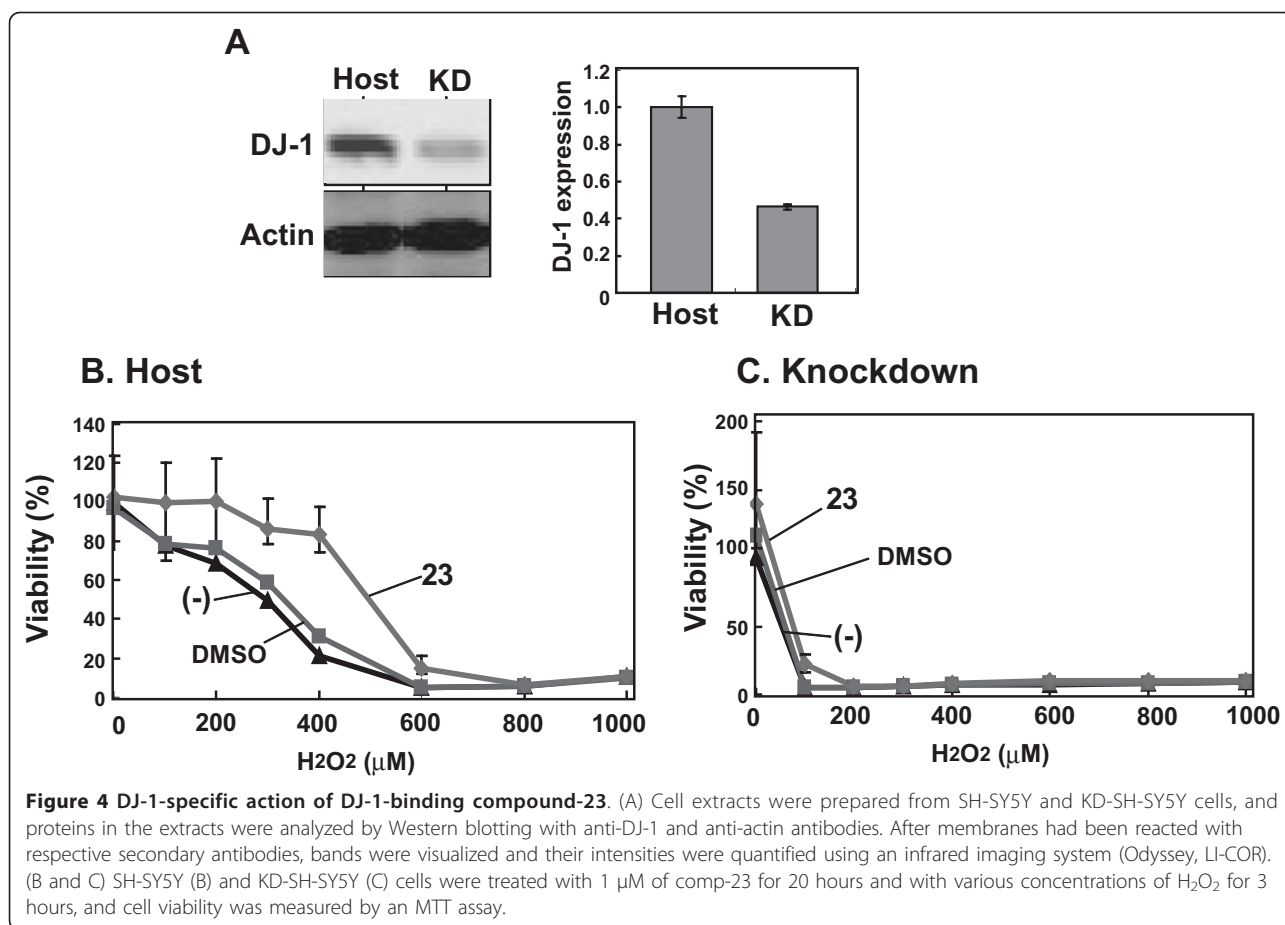 A
Host KD
DJ-1
Actin
DJ-1 expression
1.2
1.0
0.8
0.6
0.4
0.2
0
Host KD
B. Host
Viability (%)
140
120
100
80
60
40
20
0
23
(-)
DMSO
0 200 400 600 800 1000
H2O2 (µM)
C. Knockdown
Viability (%)
200
150
100
50
0
23
DMSO
(-)
0 200 400 600 800 1000
H2O2 (µM)
Figure 4 DJ-1-specific action of DJ-1-binding compound-23. (A) Cell extracts were prepared from SH-SY5Y and KD-SH-SY5Y cells, and
proteins in the extracts were analyzed by Western blotting with anti-DJ-1 and anti-actin antibodies. After membranes had been reacted with
respective secondary antibodies, bands were visualized and their intensities were quantified using an infrared imaging system (Odyssey, LI-COR).
(B and C) SH-SY5Y (B) and KD-SH-SY5Y (C) cells were treated with 1 µM of comp-23 for 20 hours and with various concentrations of H₂O₂ for 3
hours, and cell viability was measured by an MTT assay.